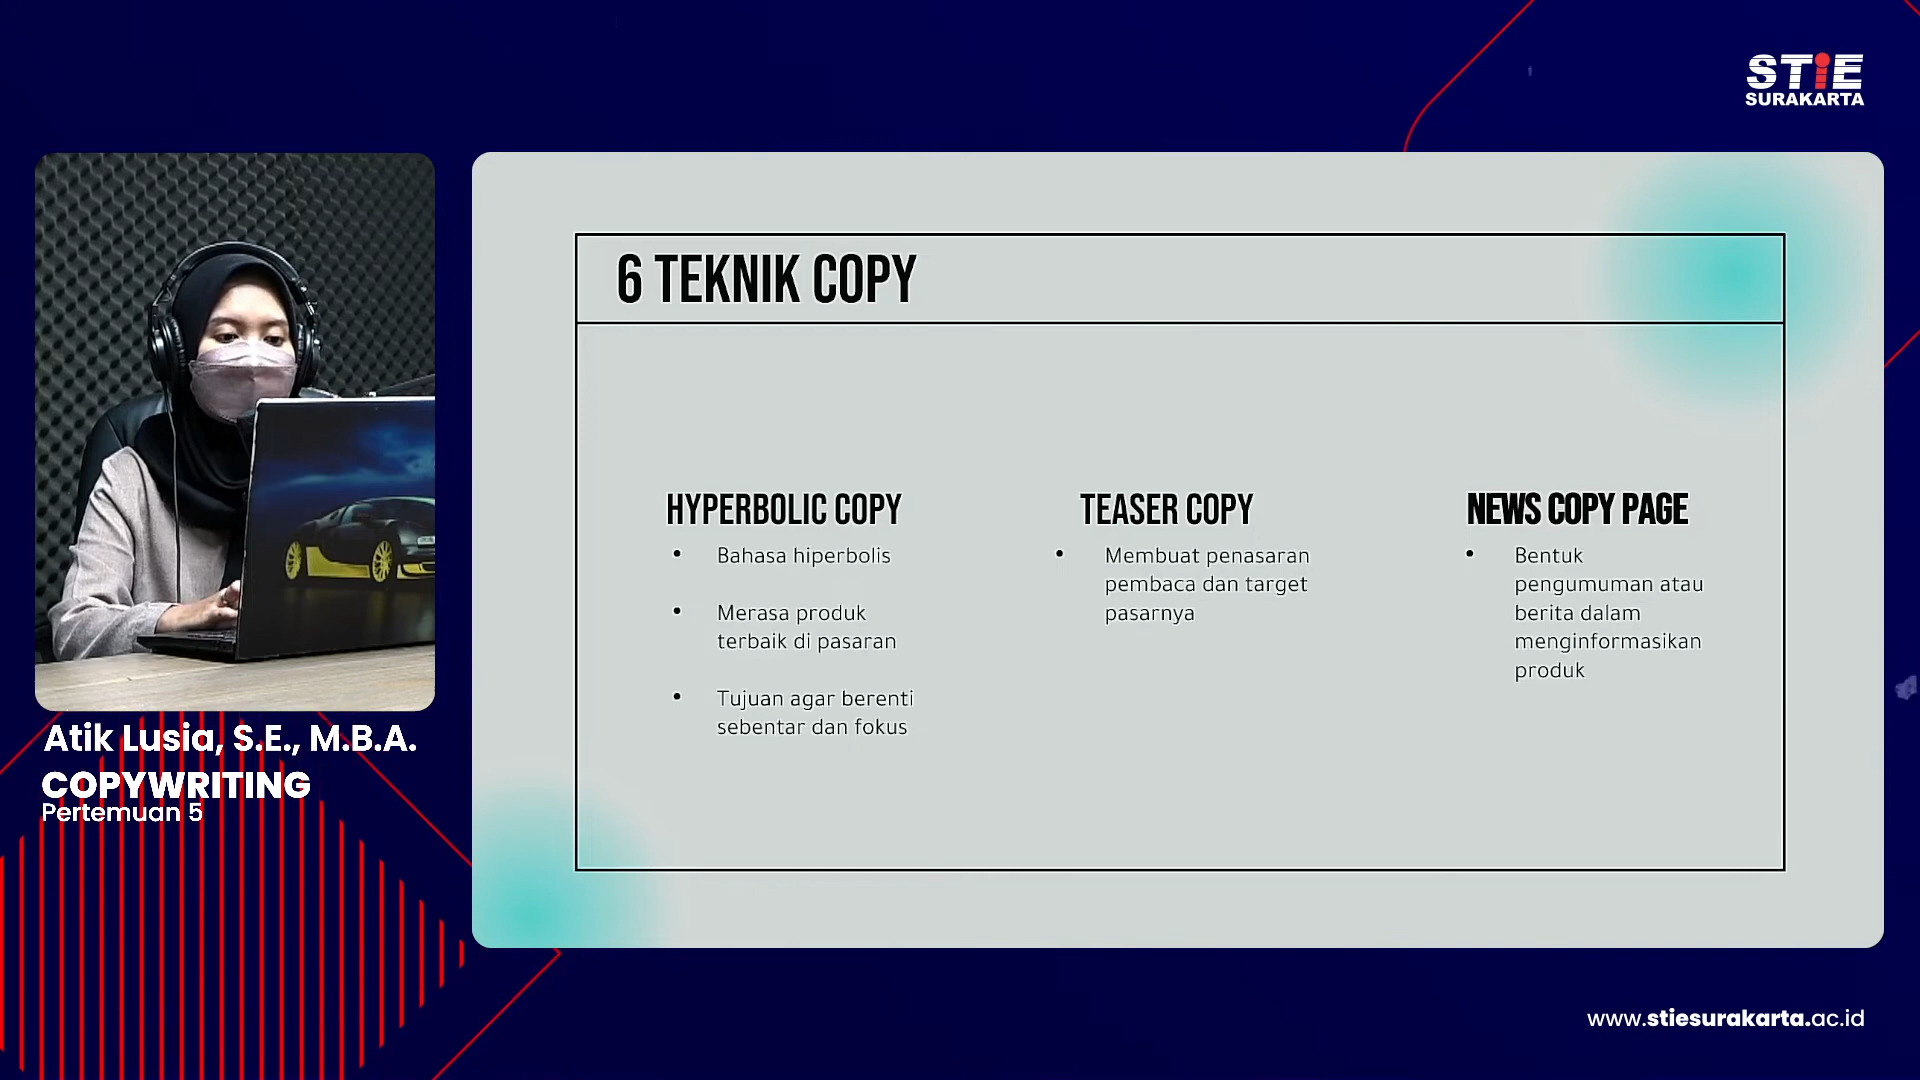 STiE
SURAKARTA
6 TEKNIK COPY
HYPERBOLIC COPY
• Bahasa hiperbolis
• Merasa produk
terbaik di pasaran
• Tujuan agar berenti
sebentar dan fokus
TEASER COPY
• Membuat penasaran
pembaca dan target
pasarnya
NEWS COPY PAGE
• Bentuk
pengumuman atau
berita dalam
menginformasikan
produk
Atik Lusia, S.E., M.B.A.
COPYWRITING
Pertemuan 5
www.stiesurakarta.ac.id